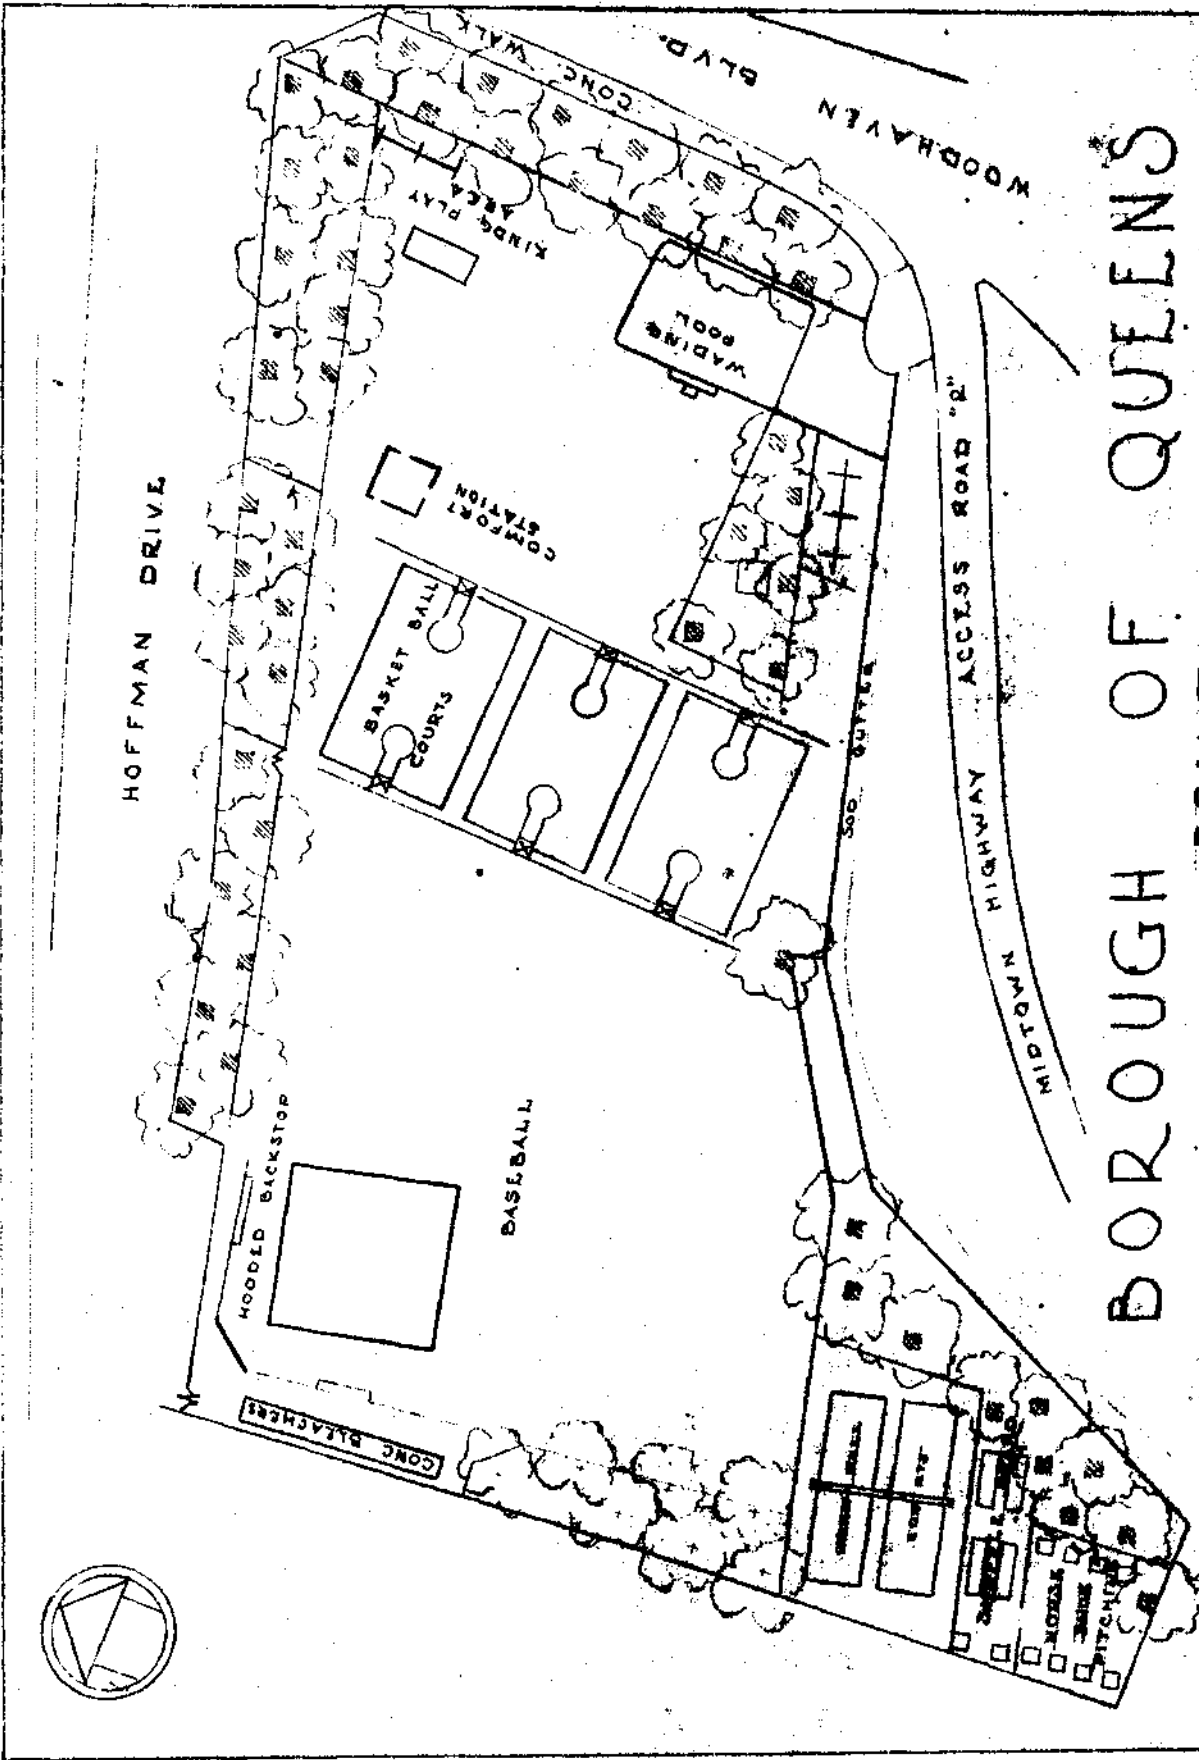 HOFFMAN DRIVE
WOODHAVEN
BLVD.
CONC. WALK
KINDG PLAY
AREA
WADING
POOL
COMFORT
STATION
BASKET BALL
COURTS
HOODED BACKSTOP
BASEBALL
CONC BLEACHERS
SOD GUTTER
MIDTOWN HIGHWAY ACCESS ROAD "R"
HORSE
SHOE
PITCHING
BOROUGH OF QUEENS